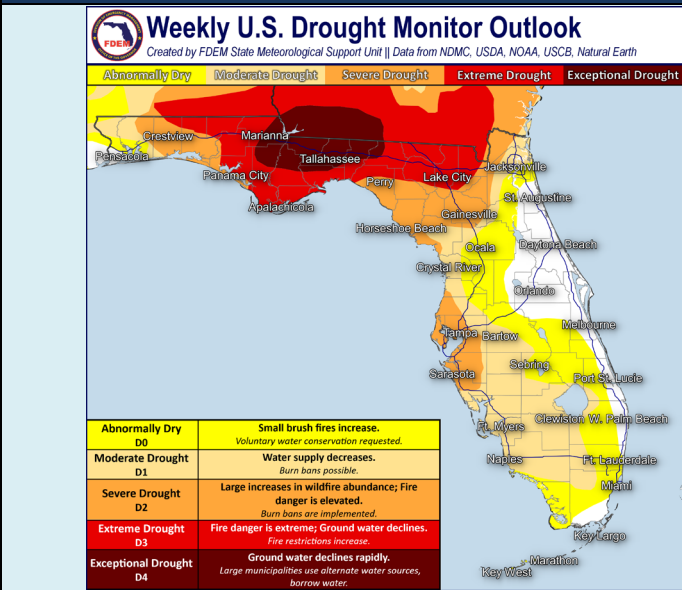 FDEM
Weekly U.S. Drought Monitor Outlook
Created by FDEM State Meteorological Support Unit || Data from NDMC, USDA, NOAA, USCB, Natural Earth
Abnormally Dry Moderate Drought Severe Drought Extreme Drought Exceptional Drought
Crestview
Marianna
Pensacola
Tallahassee
Panama City
Perry
Lake City
Jacksonville
Apalachicola
St. Augustine
Gainesville
Horseshoe Beach
Ocala
Daytona Beach
Crystal River
Orlando
Melbourne
Tampa
Bartow
Sebring
Sarasota
Port St. Lucie
Clewiston
W. Palm Beach
Ft. Myers
Naples
Ft. Lauderdale
Miami
Key Largo
Marathon
Key West
Abnormally Dry
D0
Small brush fires increase.
Voluntary water conservation requested.
Moderate Drought
D1
Water supply decreases.
Burn bans possible.
Severe Drought
D2
Large increases in wildfire abundance; Fire
danger is elevated.
Burn bans are implemented.
Extreme Drought
D3
Fire danger is extreme; Ground water declines.
Fire restrictions increase.
Exceptional Drought
D4
Ground water declines rapidly.
Large municipalities use alternate water sources,
borrow water.